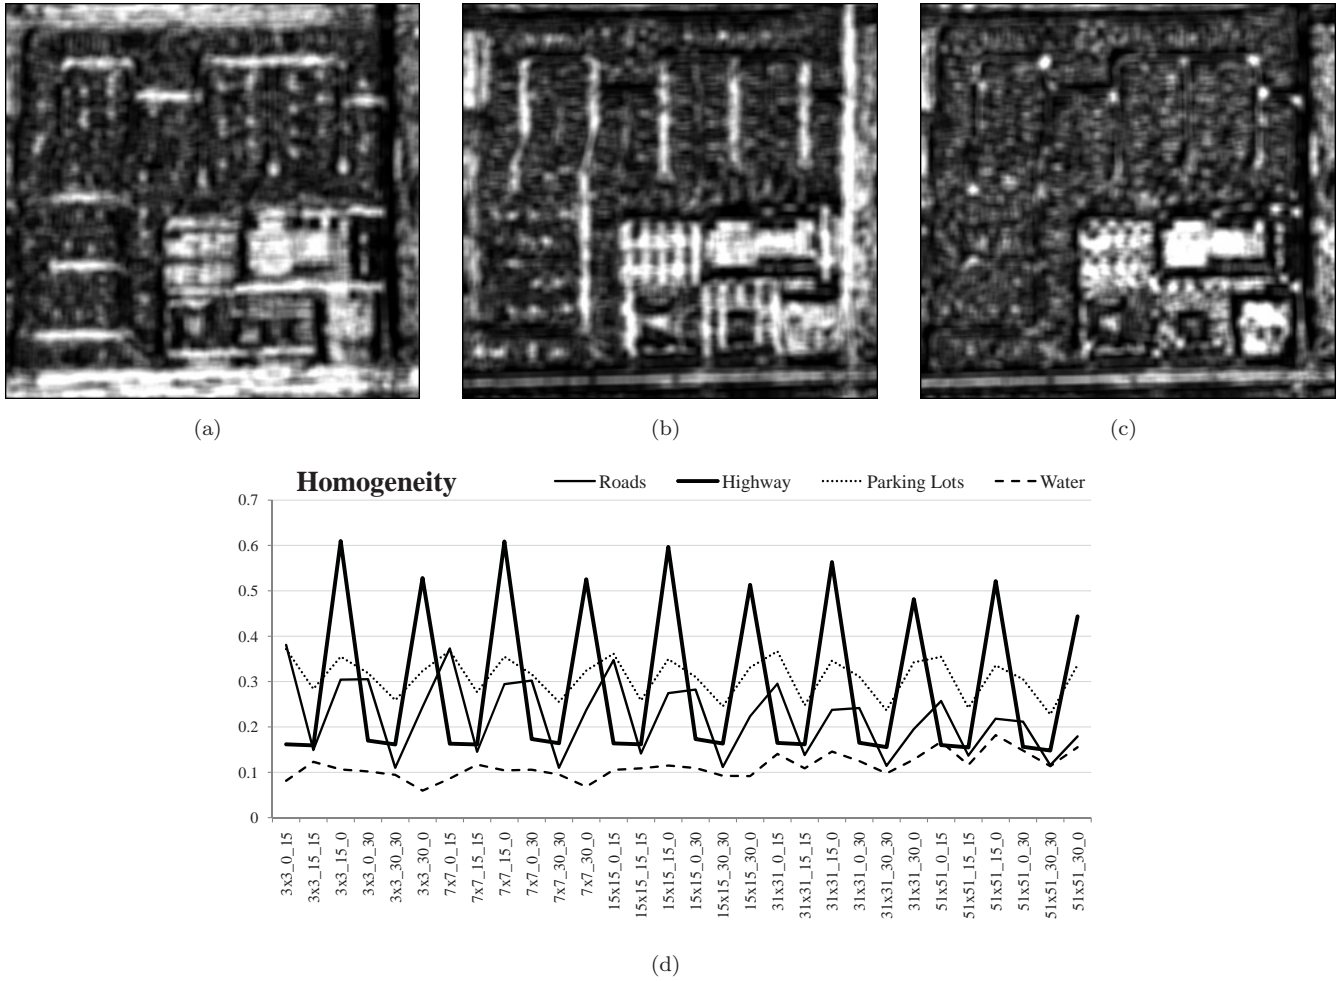 (a)
(b)
(c)
Homogeneity
Roads
Highway
Parking Lots
Water
0.7
0.6
0.5
0.4
0.3
0.2
0.1
0
3x3_0_15
3x3_15_15
3x3_15_0
3x3_0_30
3x3_30_30
3x3_30_0
7x7_0_15
7x7_15_15
7x7_15_0
7x7_0_30
7x7_30_30
7x7_30_0
15x15_0_15
15x15_15_15
15x15_15_0
15x15_0_30
15x15_30_30
15x15_30_0
31x31_0_15
31x31_15_15
31x31_15_0
31x31_0_30
31x31_30_30
31x31_30_0
51x51_0_15
51x51_15_15
51x51_15_0
51x51_0_30
51x51_30_30
51x51_30_0
(d)